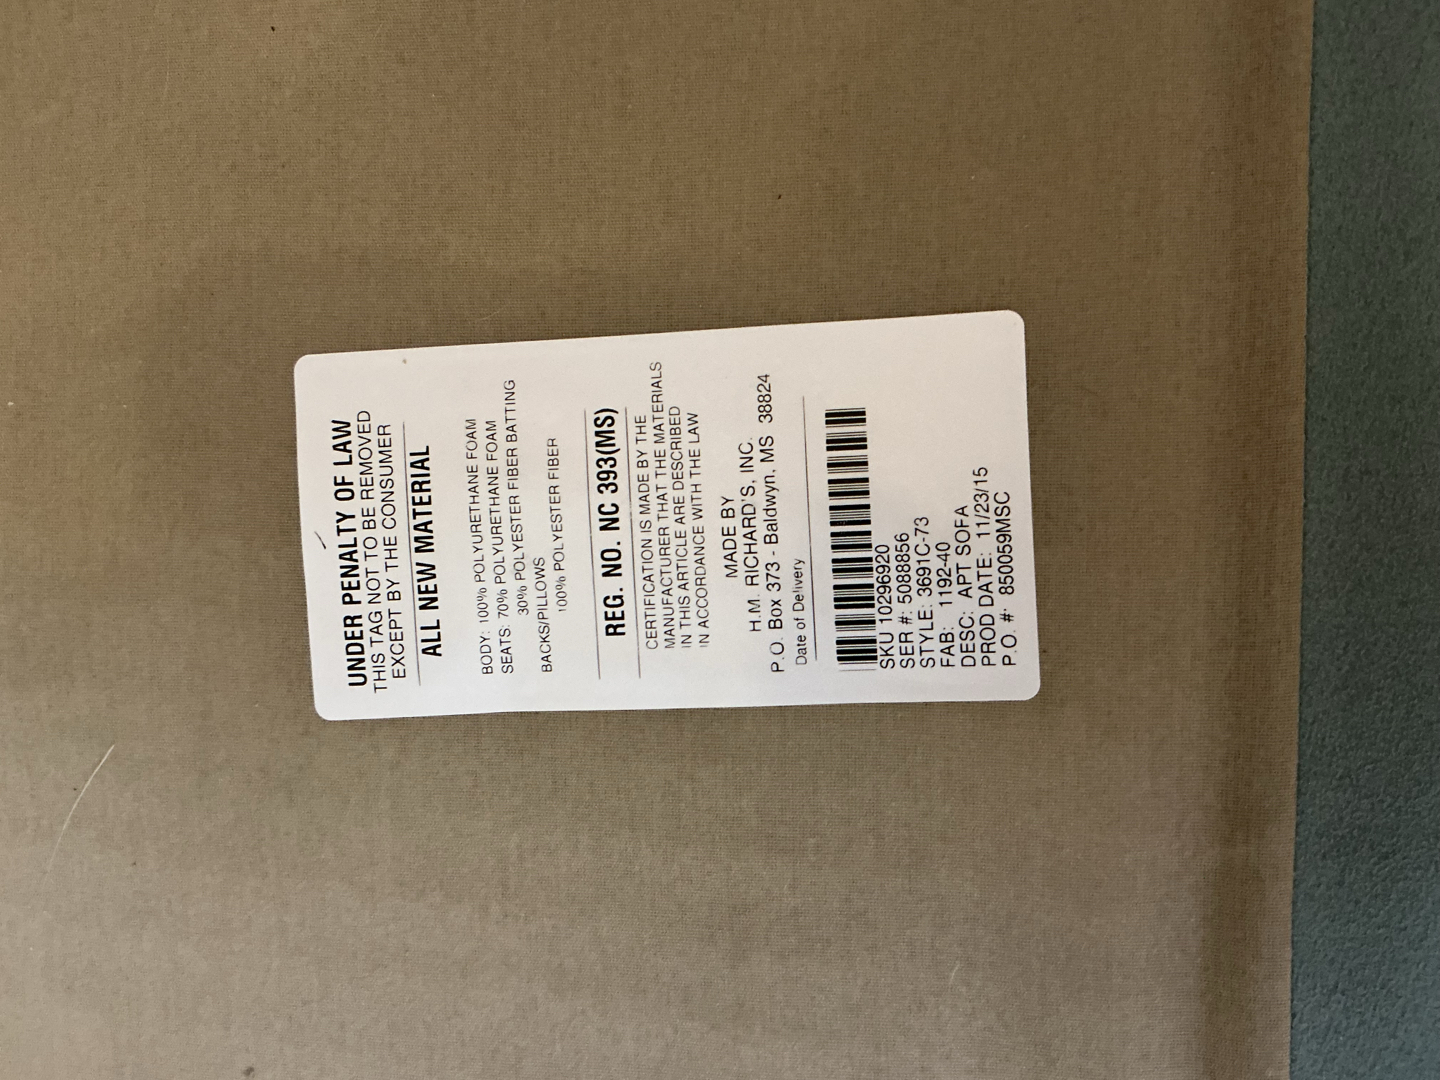 UNDER PENALTY OF LAW
THIS TAG NOT TO BE REMOVED
EXCEPT BY THE CONSUMER
ALL NEW MATERIAL
BODY: 100% POLYURETHANE FOAM
SEATS: 70% POLYURETHANE FOAM
30% POLYESTER FIBER BATTING
BACKS/PILLOWS
100% POLYESTER FIBER
REG. NO. NC 393(MS)
CERTIFICATION IS MADE BY THE
MANUFACTURER THAT THE MATERIALS
IN THIS ARTICLE ARE DESCRIBED
IN ACCORDANCE WITH THE LAW
MADE BY
H.M. RICHARD'S, INC.
P.O. Box 373 - Baldwyn, MS 38824
Date of Delivery
SKU 10296920
SER #: 5088856
STYLE: 3691C-73
FAB: 1192-40
DESC: APT SOFA
PROD DATE: 11/23/15
P.O. #: 850059MSC